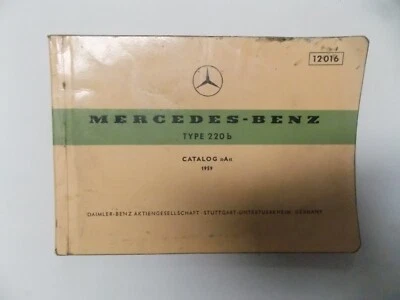 12016
MERCEDES-BENZ
TYPE 220 b
CATALOG »A«
1959
DAIMLER-BENZ AKTIENGESELLSCHAFT · STUTTGART-UNTERTÜRKHEIM · GERMANY